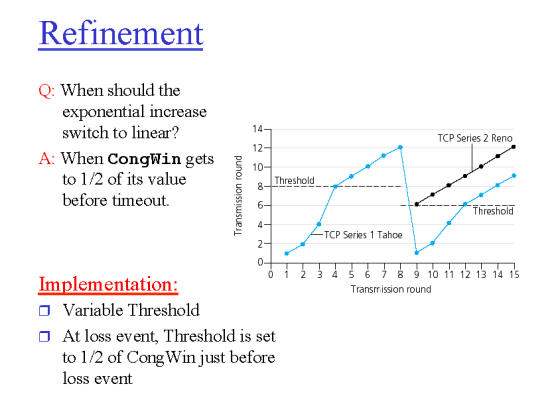 Refinement
Q: When should the
exponential increase
switch to linear?
A: When CongWin gets
to 1/2 of its value
before timeout.
Implementation:
Variable Threshold
At loss event, Threshold is set
to 1/2 of CongWin just before
loss event
Transmission round
14
12
10
8
6
4
2
0
TCP Series 2 Reno
Threshold
Threshold
TCP Series 1 Tahoe
0 1 2 3 4 5 6 7 8 9 10 11 12 13 14 15
Transmission round